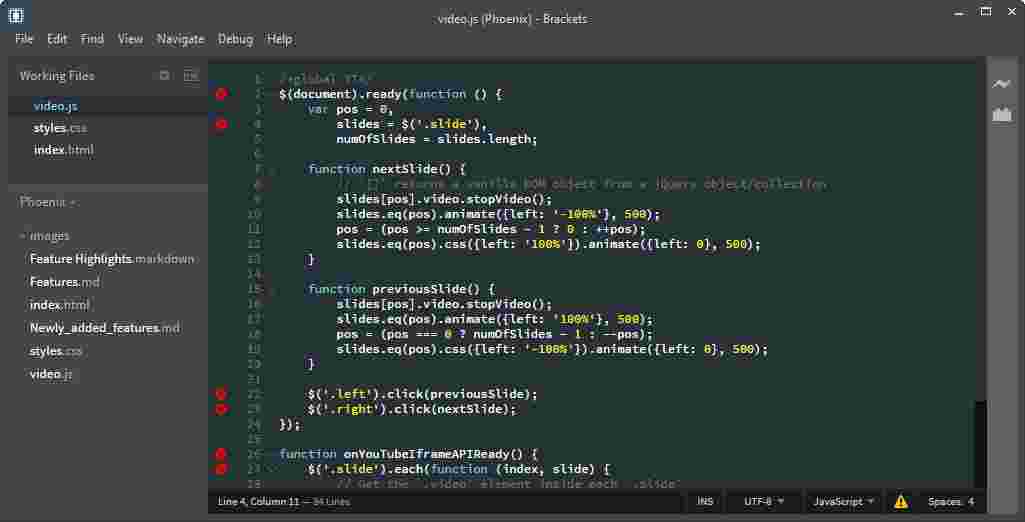 video.js (Phoenix) - Brackets
File Edit Find View Navigate Debug Help
Working Files
video.js
styles.css
index.html
Phoenix
images
Feature Highlights.markdown
Features.md
index.html
Newly_added_features.md
styles.css
video.js
1 /*global YT*/
2 $(document).ready(function () {
3 var pos = 0,
4 slides = $('.slide'),
5 numOfSlides = slides.length;
6
7 function nextSlide() {
8 // `[]` returns a vanilla DOM object from a jQuery object/collection
9 slides[pos].video.stopVideo();
10 slides.eq(pos).animate({left: '-100%'}, 500);
11 pos = (pos >= numOfSlides - 1 ? 0 : ++pos);
12 slides.eq(pos).css({left: '100%'}).animate({left: 0}, 500);
13 }
14
15 function previousSlide() {
16 slides[pos].video.stopVideo();
17 slides.eq(pos).animate({left: '100%'}, 500);
18 pos = (pos === 0 ? numOfSlides - 1 : --pos);
19 slides.eq(pos).css({left: '-100%'}).animate({left: 0}, 500);
20 }
21
22 $('.left').click(previousSlide);
23 $('.right').click(nextSlide);
24 });
25
26 function onYouTubeIframeAPIReady() {
27 $('.slide').each(function (index, slide) {
28 // Get the `.video` element inside each `.slide`
Line 4, Column 11 — 94 Lines INS UTF-8 JavaScript Spaces: 4